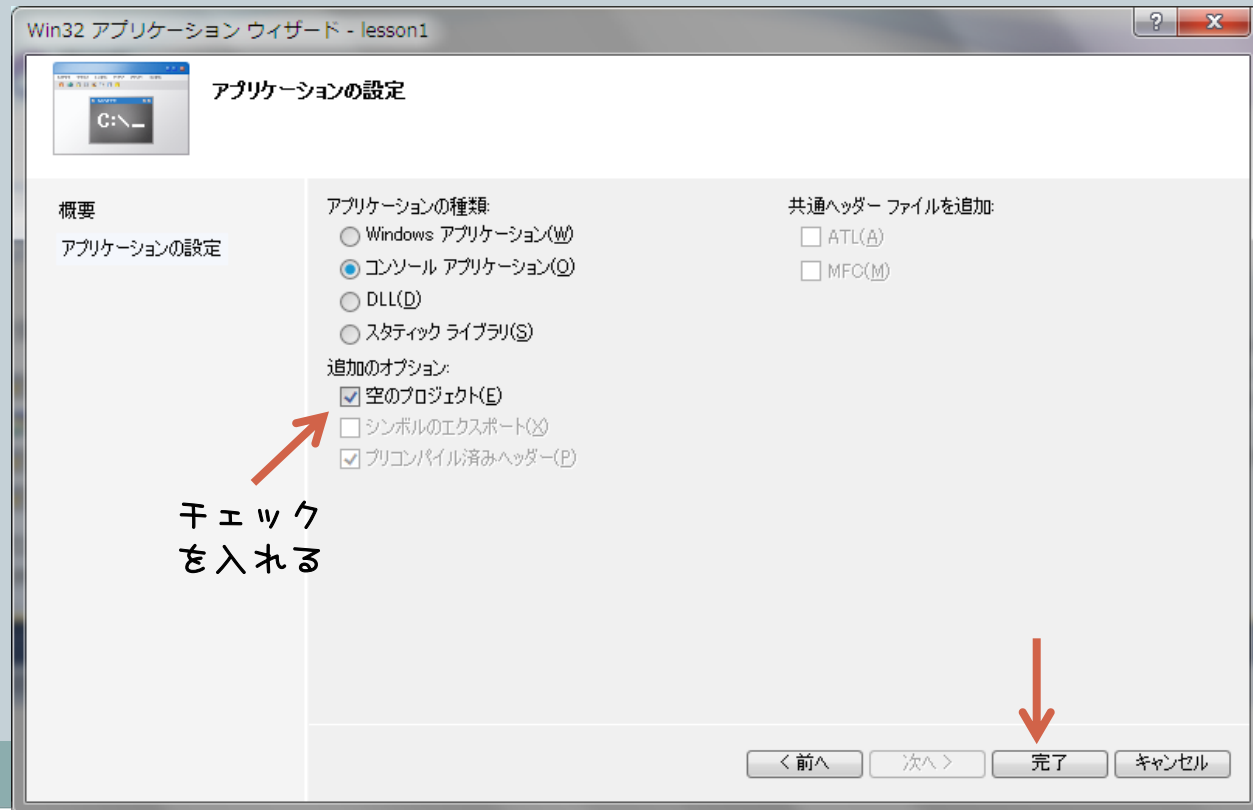 Win32 アプリケーション ウィザード - lesson1
C:\_
アプリケーションの設定
概要
アプリケーションの設定
アプリケーションの種類:
Windows アプリケーション(W)
コンソール アプリケーション(O)
DLL(D)
スタティック ライブラリ(S)
追加のオプション:
空のプロジェクト(E)
シンボルのエクスポート(X)
プリコンパイル済みヘッダー(P)
共通ヘッダー ファイルを追加:
ATL(A)
MFC(M)
チェック
を入れる
< 前へ
次へ >
完了
キャンセル